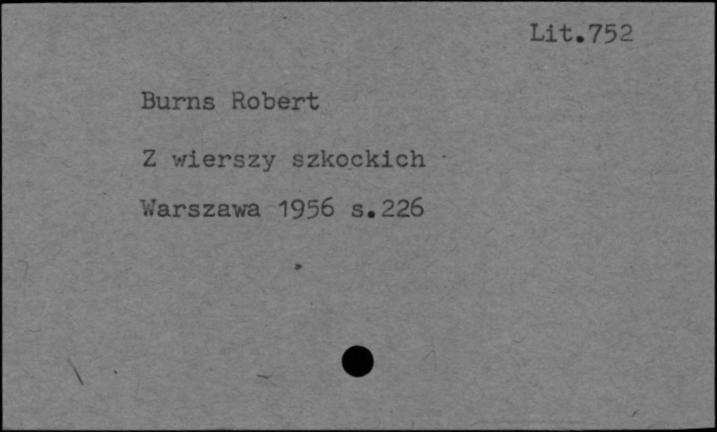 Lit.752
Burns Robert
Z wierszy szkockich
Warszawa 1956 s.226